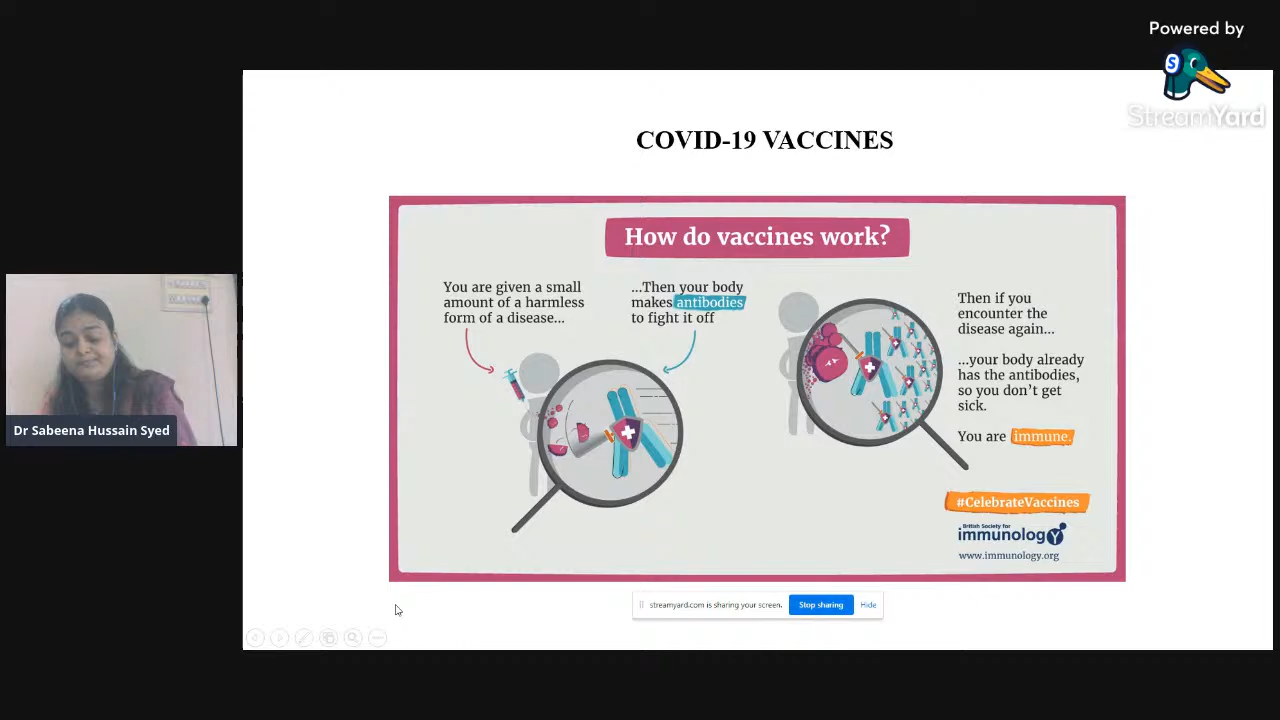 Powered by
StreamYard
COVID-19 VACCINES
How do vaccines work?
You are given a small
amount of a harmless
form of a disease...
...Then your body
makes antibodies
to fight it off
Then if you
encounter the
disease again...
...your body already
has the antibodies,
so you don't get
sick.
You are immune.
#CelebrateVaccines
British Society for
immunology
www.immunology.org
Dr Sabeena Hussain Syed
streamyard.com is sharing your screen.
Stop sharing
Hide